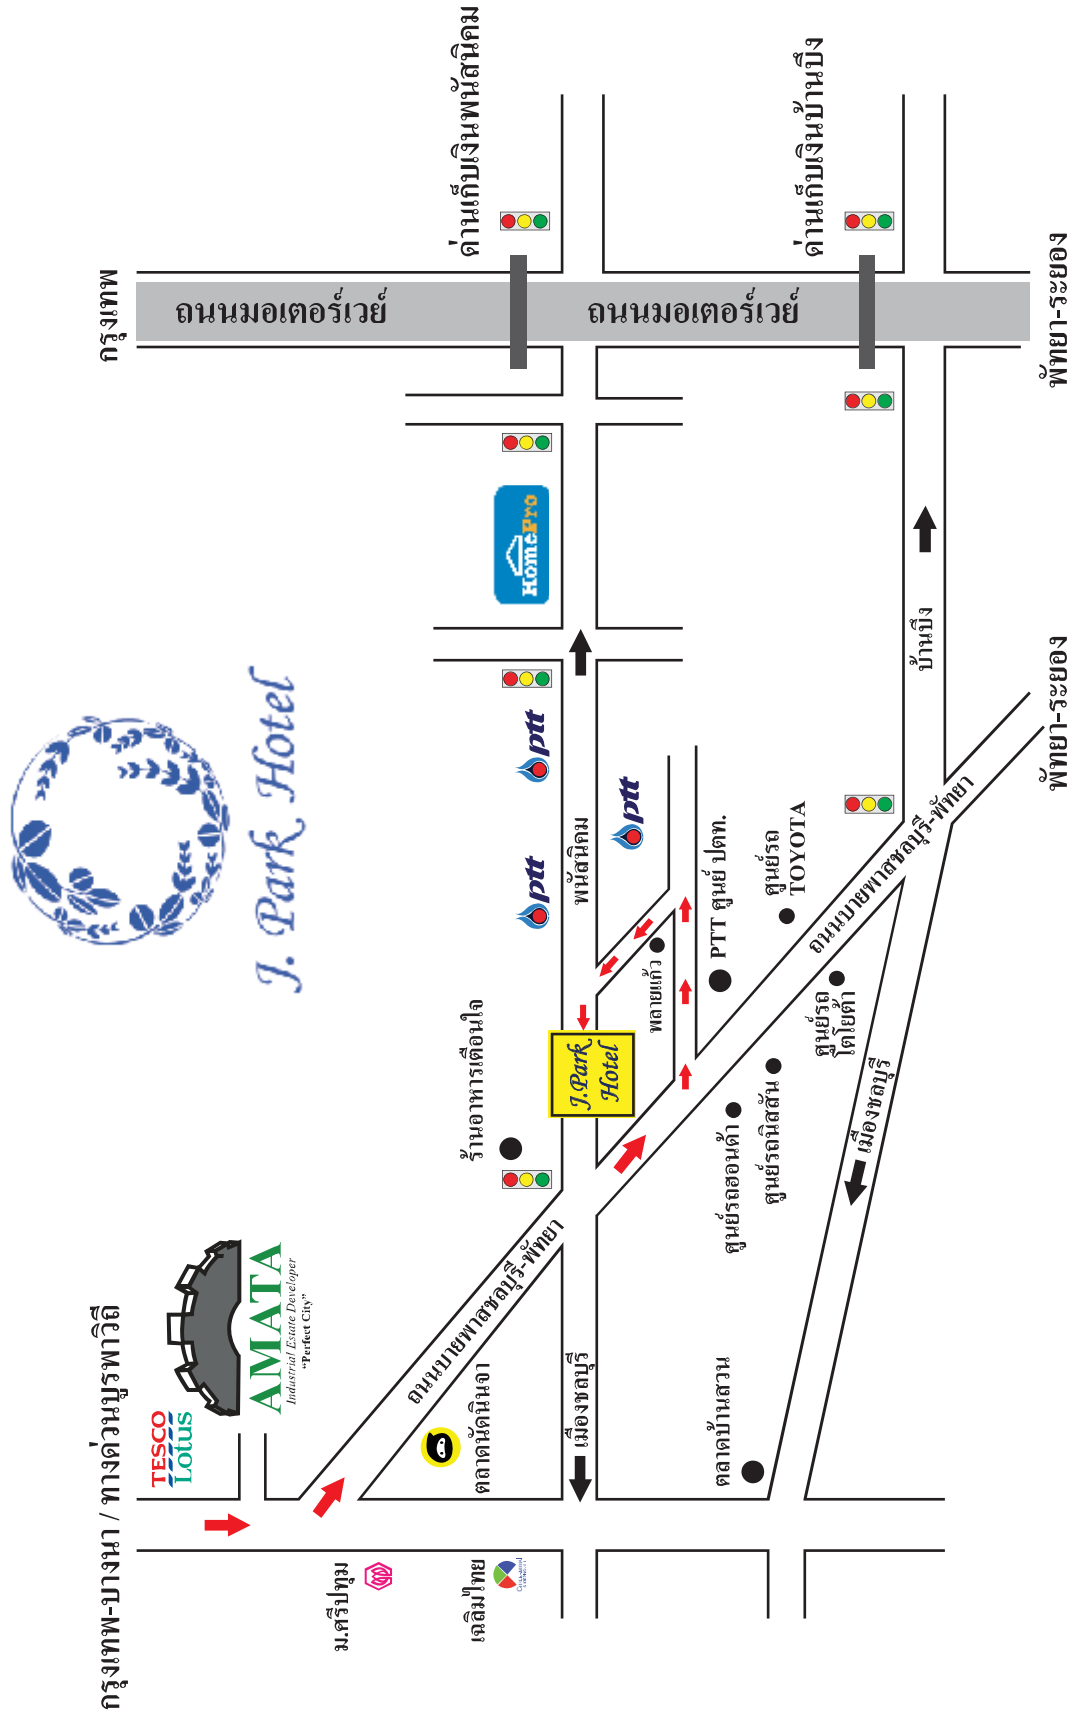 J. Park Hotel
กรุงเทพ
ถนนมอเตอร์เวย์
ถนนมอเตอร์เวย์
ด่านเก็บเงินพนัสนิคม
ด่านเก็บเงินบ้านบึง
พัทยา-ระยอง
HomePro
บ้านบึง
พัทยา-ระยอง
ptt
ptt
ptt
พนัสนิคม
PTT ศูนย์ ปตท.
ศูนย์รถ
TOYOTA
ถนนบายพาสชลบุรี-พัทยา
พลายแก้ว
ร้านอาหารเตือนใจ
J.Park
Hotel
ศูนย์รถ
โตโยต้า
ศูนย์รถนิสสัน
ศูนย์รถฮอนด้า
เมืองชลบุรี
กรุงเทพ-บางนา / ทางด่วนบูรพาวิถี
TESCO
Lotus
AMATA
Industrial Estate Developer
"Perfect City"
ถนนบายพาสชลบุรี-พัทยา
ตลาดนัดนินจา
เมืองชลบุรี
ตลาดบ้านสวน
ม.ศรีปทุม
เฉลิมไทย